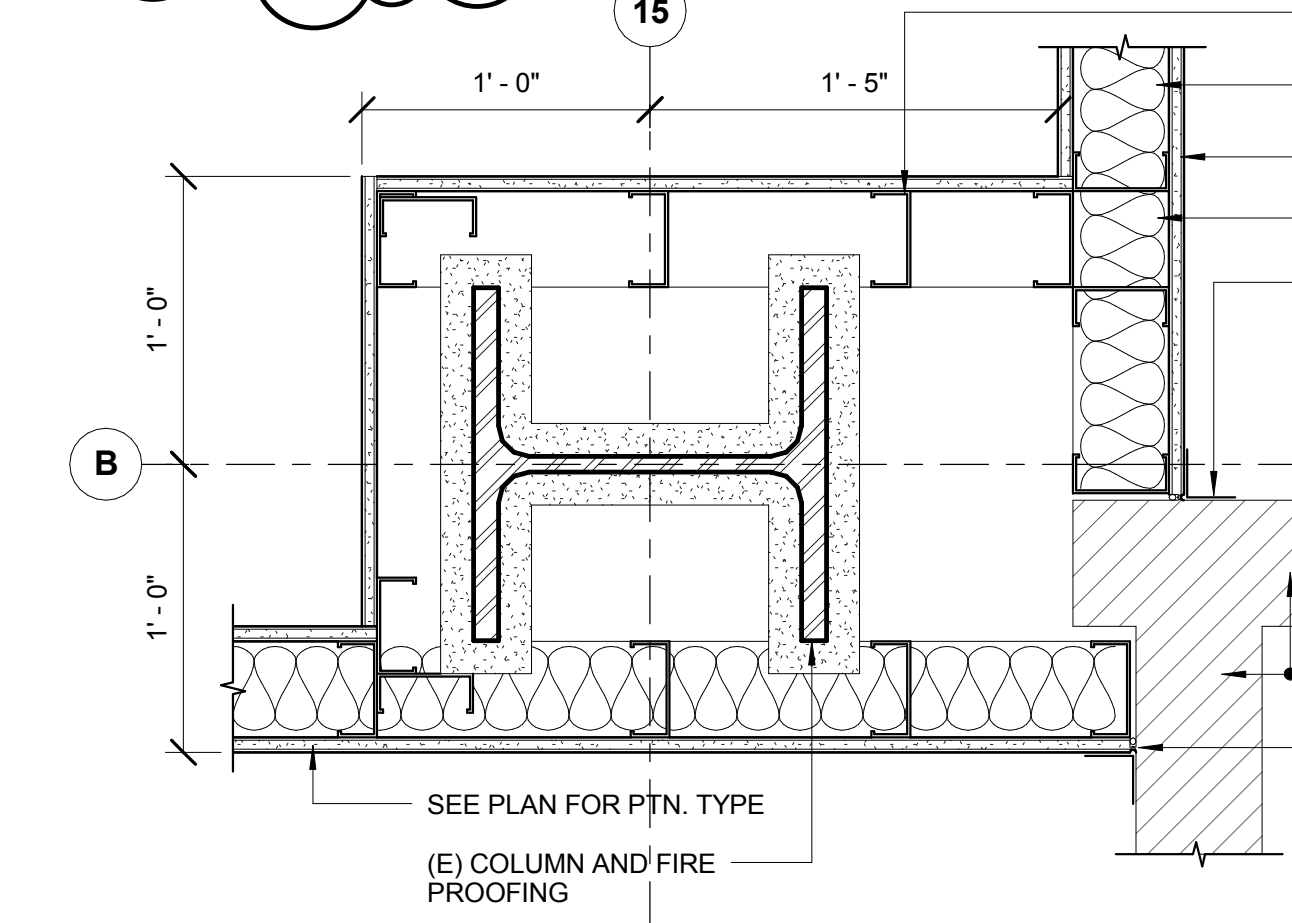 15
1' - 0"
1' - 5"
1' - 0"
B
1' - 0"
SEE PLAN FOR PTN. TYPE
(E) COLUMN AND FIRE
PROOFING